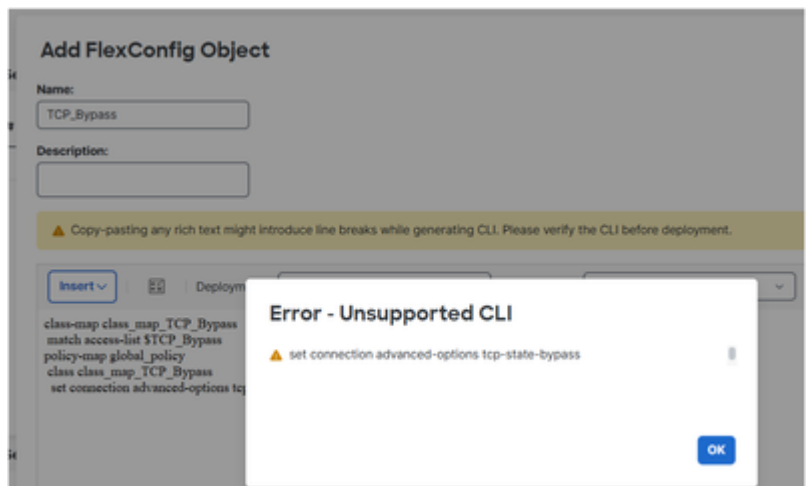 Add FlexConfig Object
Name:
TCP_Bypass
Description:
Copy-pasting any rich text might introduce line breaks while generating CLI. Please verify the CLI before deployment.
Insert
Deploym
class-map class_map_TCP_Bypass
match access-list $TCP_Bypass
policy-map global_policy
class class_map_TCP_Bypass
set connection advanced-options tcp
Error - Unsupported CLI
set connection advanced-options tcp-state-bypass
OK